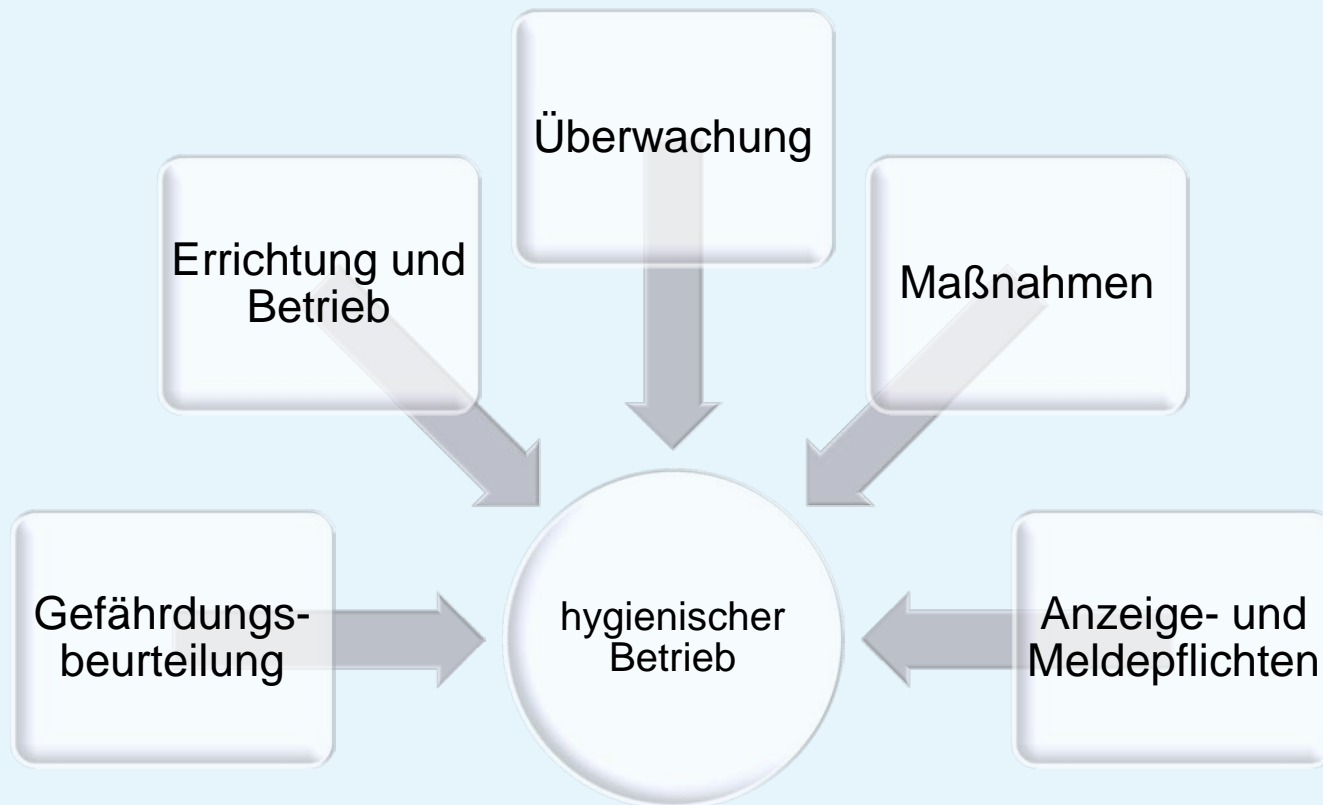 Überwachung
Errichtung und
Betrieb
Maßnahmen
Gefährdungs-
beurteilung
hygienischer
Betrieb
Anzeige- und
Meldepflichten